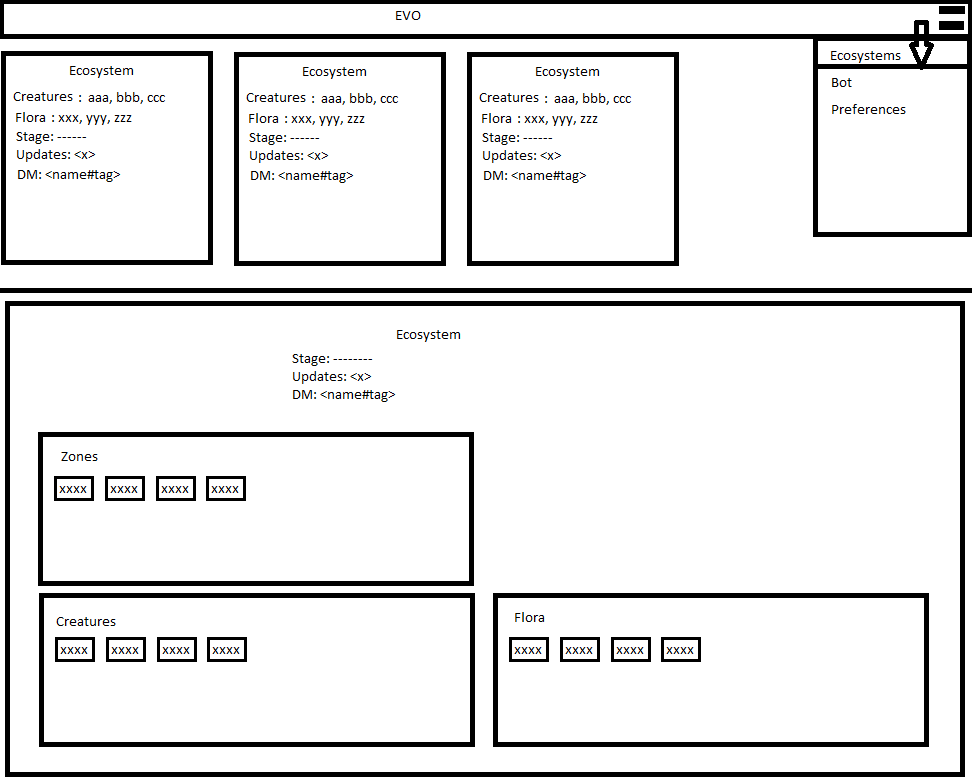 EVO
Ecosystem
Creatures : aaa, bbb, ccc
Flora : xxx, yyy, zzz
Stage: ------
Updates: <x>
DM: <name#tag>
Ecosystem
Creatures : aaa, bbb, ccc
Flora : xxx, yyy, zzz
Stage: ------
Updates: <x>
DM: <name#tag>
Ecosystem
Creatures : aaa, bbb, ccc
Flora : xxx, yyy, zzz
Stage: ------
Updates: <x>
DM: <name#tag>
Ecosystems
Bot
Preferences
Ecosystem
Stage: --------
Updates: <x>
DM: <name#tag>
Zones
xxxx xxxx xxxx xxxx
Creatures
xxxx xxxx xxxx xxxx
Flora
xxxx xxxx xxxx xxxx